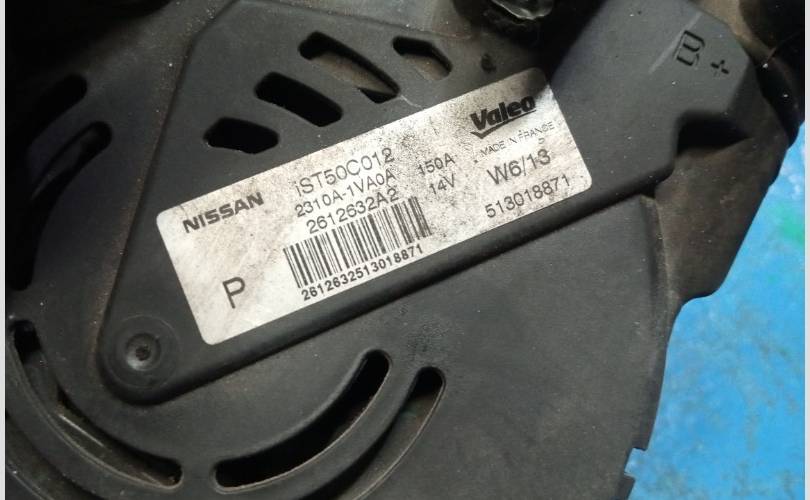 B+
Valeo
MADE IN FRANCE
NISSAN
iST50C012
2310A-1VA0A 150A
2612632A2 14V
W6/13
513018871
P
2612632513018871